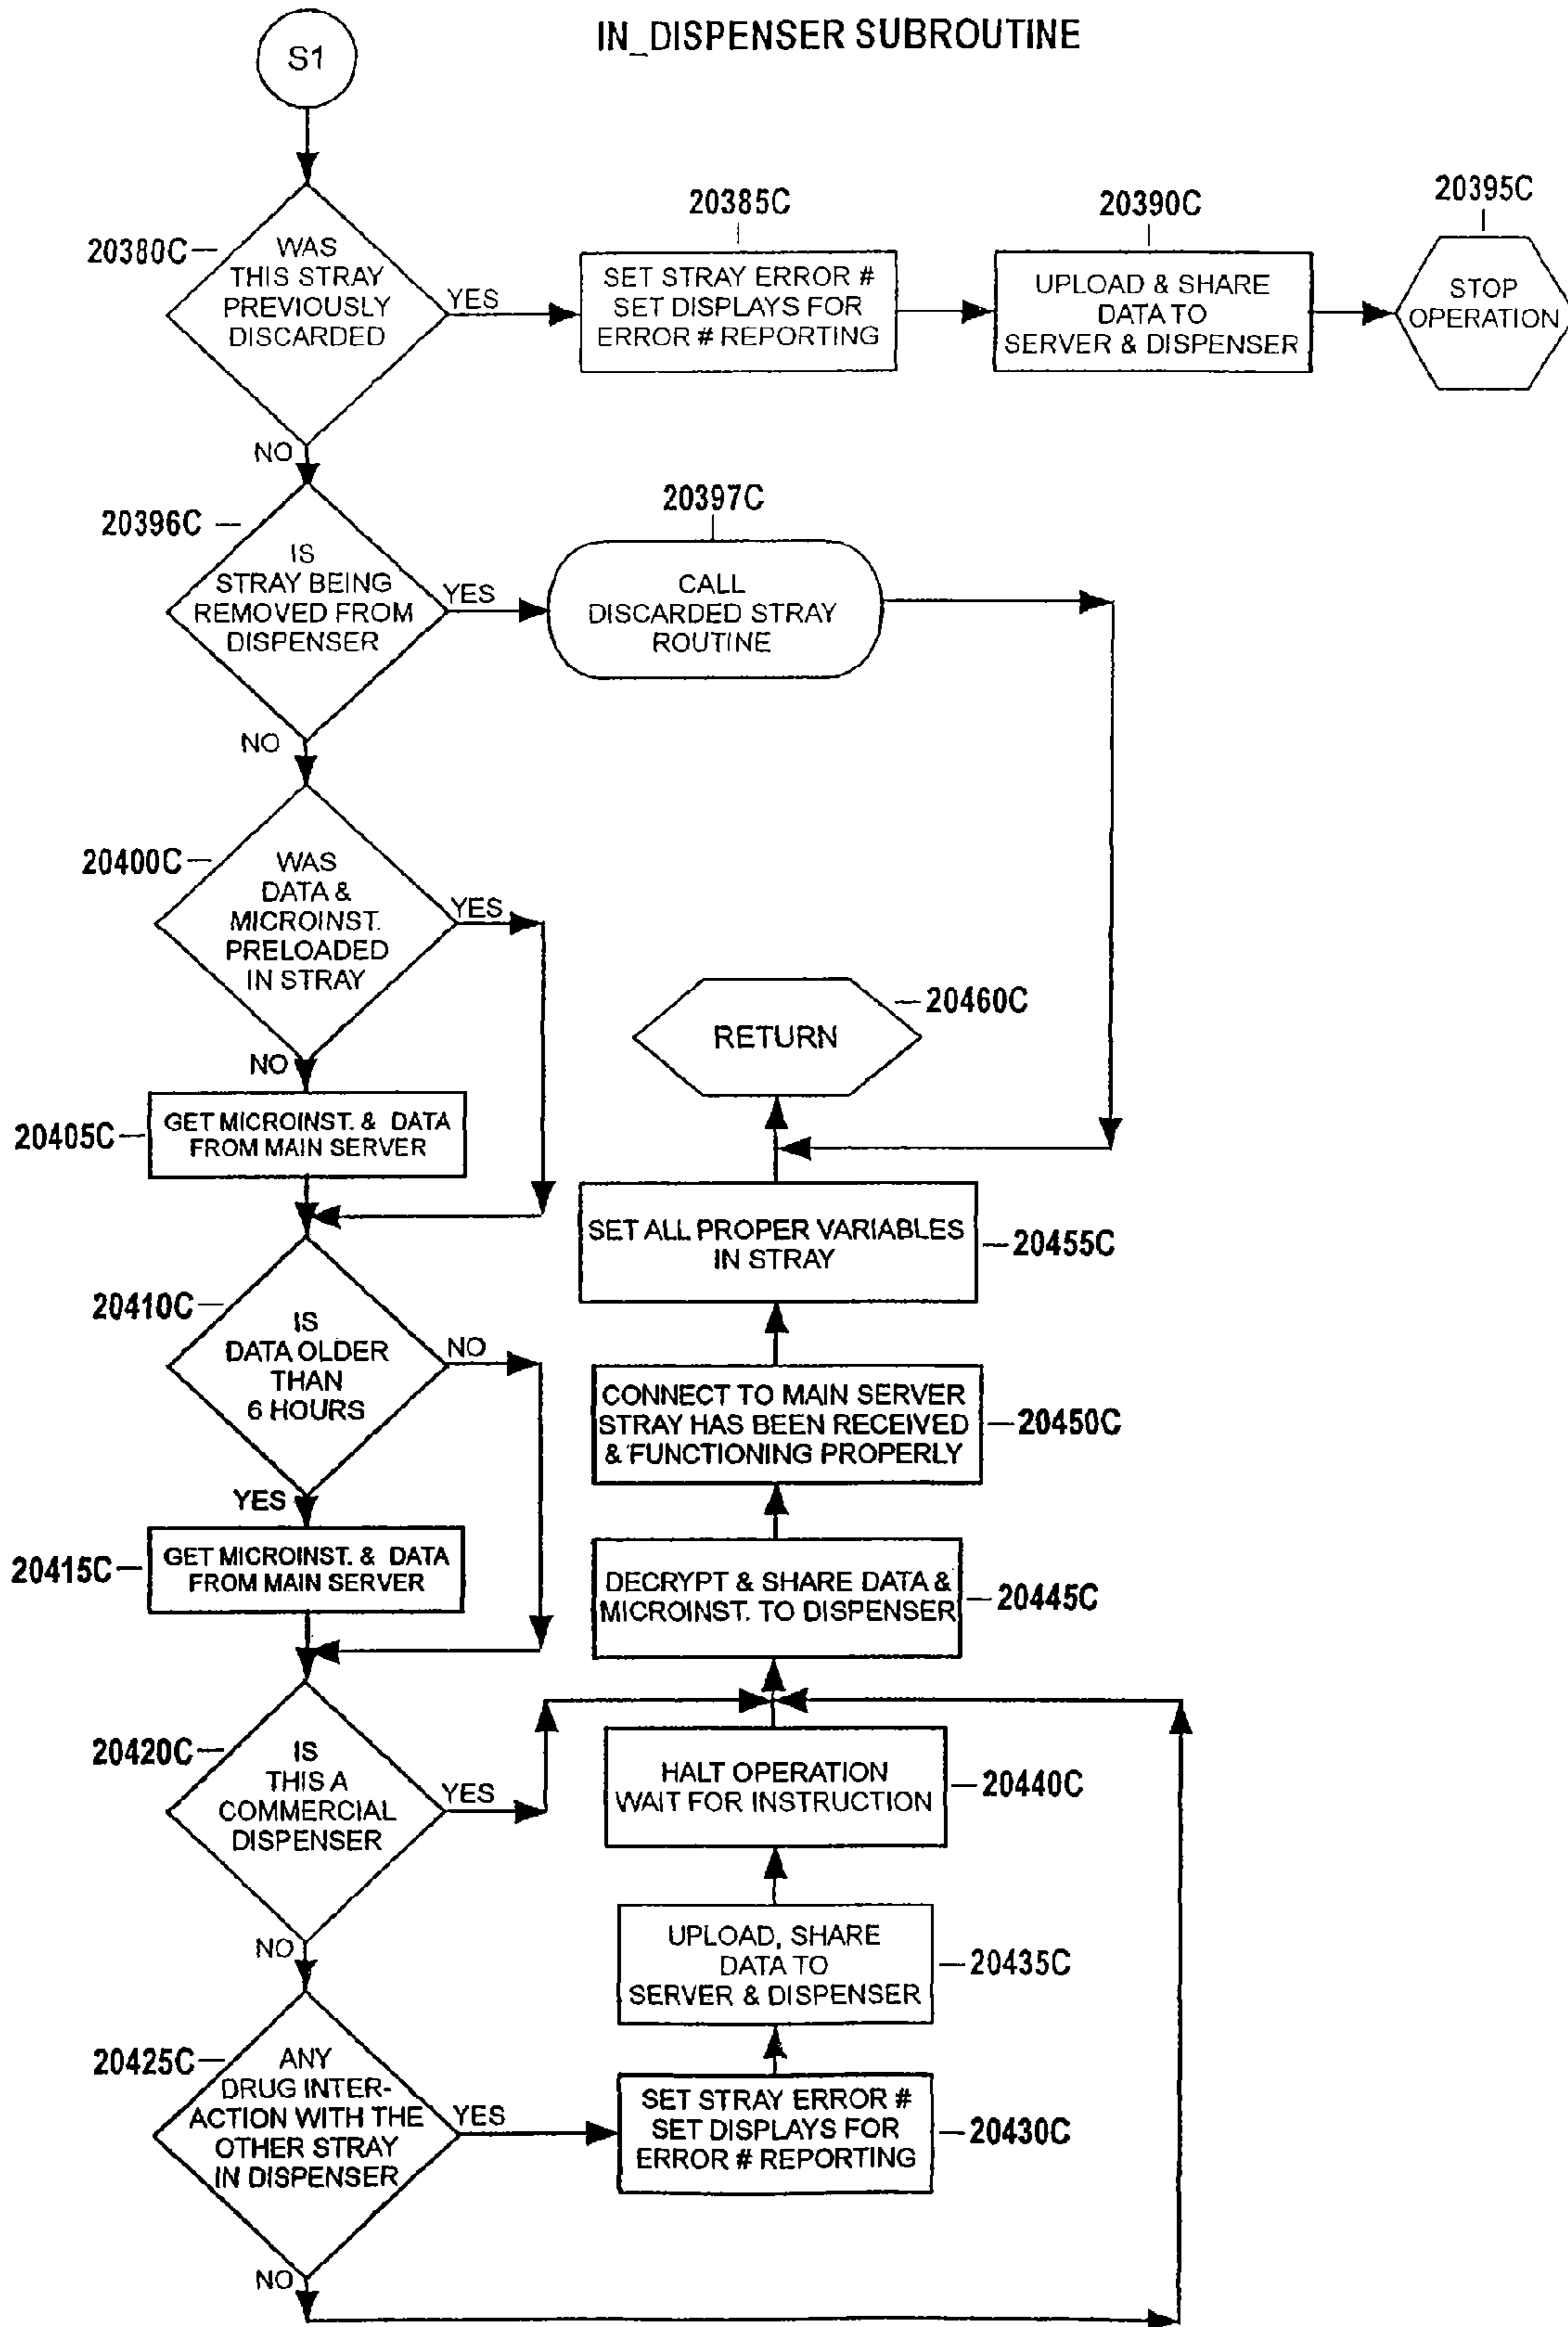 IN_DISPENSER SUBROUTINE
S1
20380C
WAS
THIS STRAY
PREVIOUSLY
DISCARDED
YES
NO
20385C
SET STRAY ERROR #
SET DISPLAYS FOR
ERROR # REPORTING
20390C
UPLOAD & SHARE
DATA TO
SERVER & DISPENSER
20395C
STOP
OPERATION
20396C
IS
STRAY BEING
REMOVED FROM
DISPENSER
YES
NO
20397C
CALL
DISCARDED STRAY
ROUTINE
20400C
WAS
DATA &
MICROINST.
PRELOADED
IN STRAY
YES
NO
20405C
GET MICROINST. & DATA
FROM MAIN SERVER
20410C
IS
DATA OLDER
THAN
6 HOURS
NO
YES
20415C
GET MICROINST. & DATA
FROM MAIN SERVER
20420C
IS
THIS A
COMMERCIAL
DISPENSER
YES
NO
20425C
ANY
DRUG INTER-
ACTION WITH THE
OTHER STRAY
IN DISPENSER
YES
NO
RETURN
20460C
SET ALL PROPER VARIABLES
IN STRAY
20455C
CONNECT TO MAIN SERVER
STRAY HAS BEEN RECEIVED
& FUNCTIONING PROPERLY
20450C
DECRYPT & SHARE DATA &
MICROINST. TO DISPENSER
20445C
HALT OPERATION
WAIT FOR INSTRUCTION
20440C
UPLOAD, SHARE
DATA TO
SERVER & DISPENSER
20435C
SET STRAY ERROR #
SET DISPLAYS FOR
ERROR # REPORTING
20430C